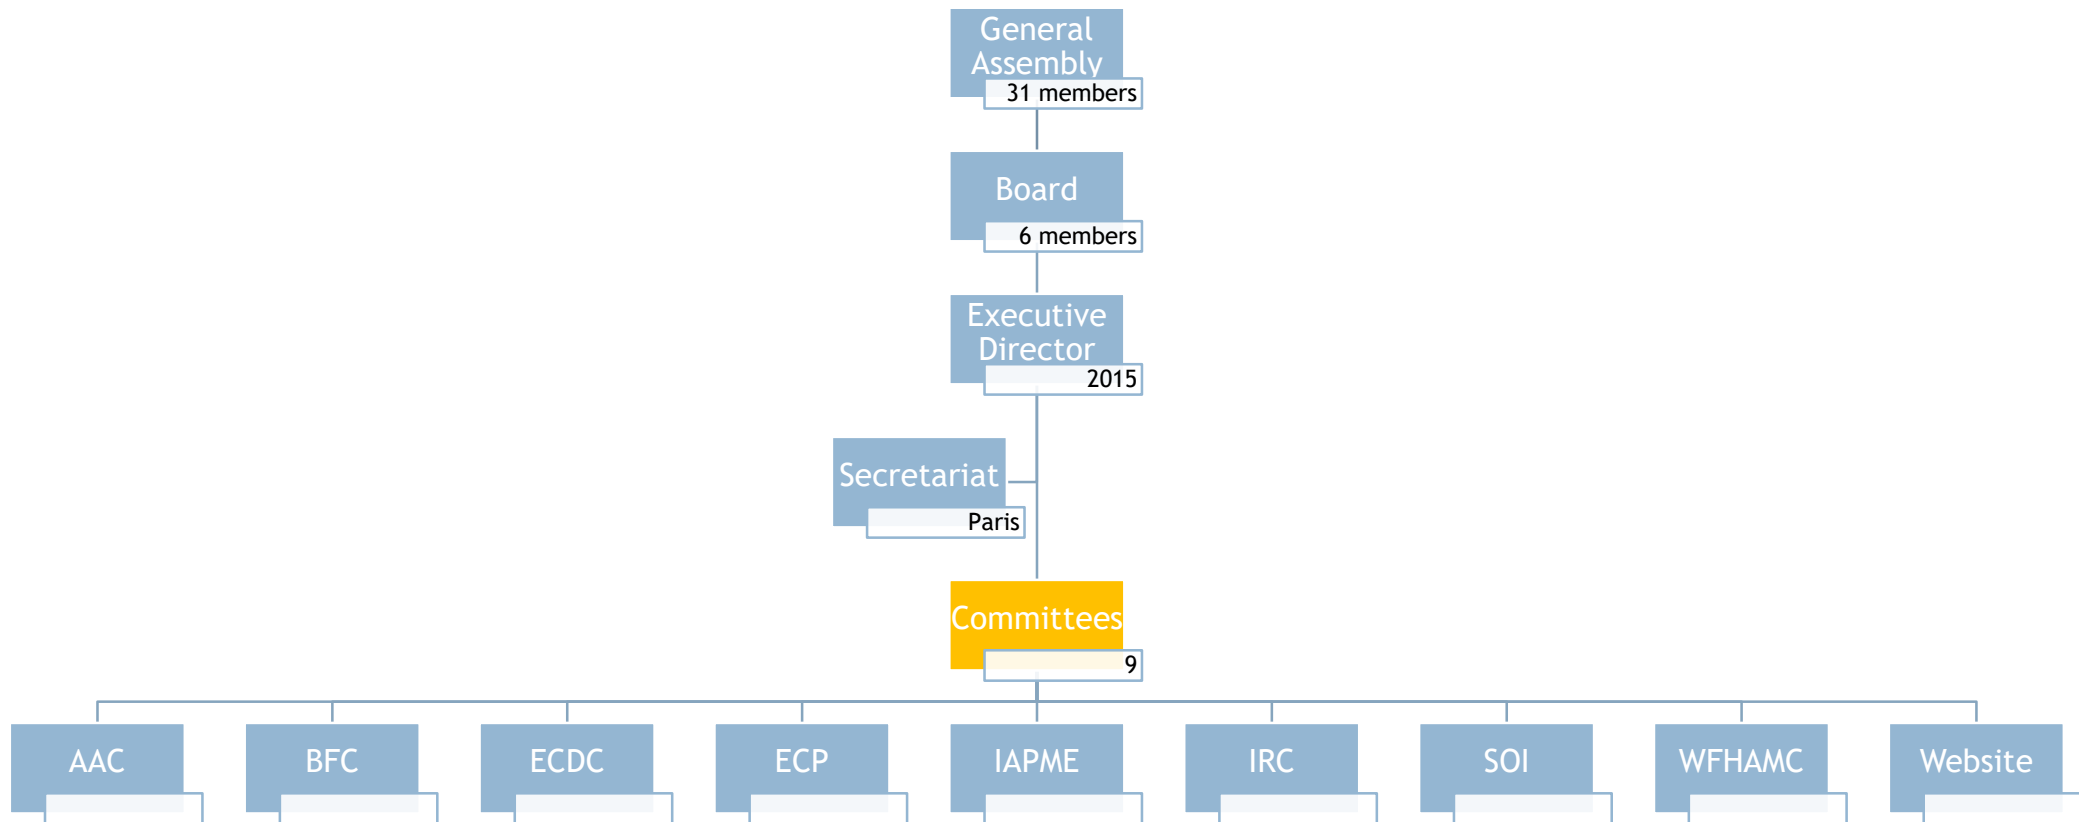 General
Assembly
31 members
Board
6 members
Executive
Director
2015
Secretariat
Paris
Committees
9
AAC
BFC
ECDC
ECP
IAPME
IRC
SOI
WFHAMC
Website